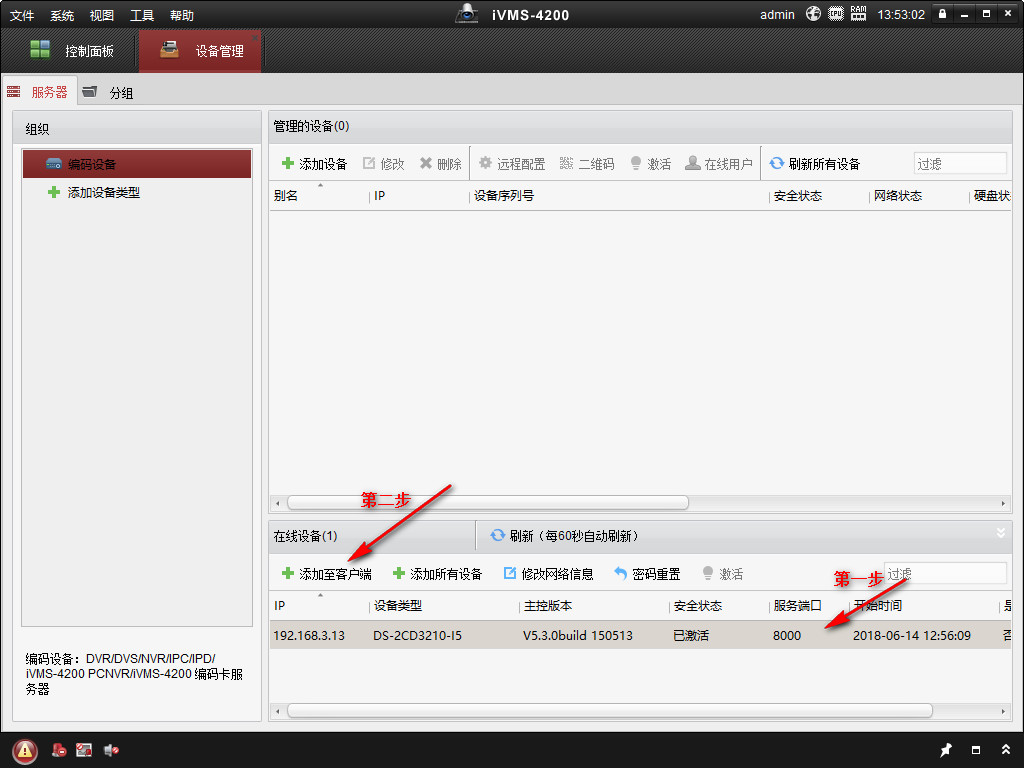 文件 系统 视图 工具 帮助 iVMS-4200 admin CPU RAM 13:53:02
控制面板 设备管理
服务器 分组
组织
编码设备
添加设备类型
编码设备：DVR/DVS/NVR/IPC/IPD/
iVMS-4200 PCNVR/iVMS-4200 编码卡服
务器
管理的设备(0)
添加设备 修改 删除 远程配置 二维码 激活 在线用户 刷新所有设备 过滤
别名 IP 设备序列号 安全状态 网络状态 硬盘状
第二步
在线设备(1) 刷新（每60秒自动刷新）
添加至客户端 添加所有设备 修改网络信息 密码重置 激活 过滤
第一步
IP 设备类型 主控版本 安全状态 服务端口 开始时间
192.168.3.13 DS-2CD3210-I5 V5.3.0build 150513 已激活 8000 2018-06-14 12:56:09 否